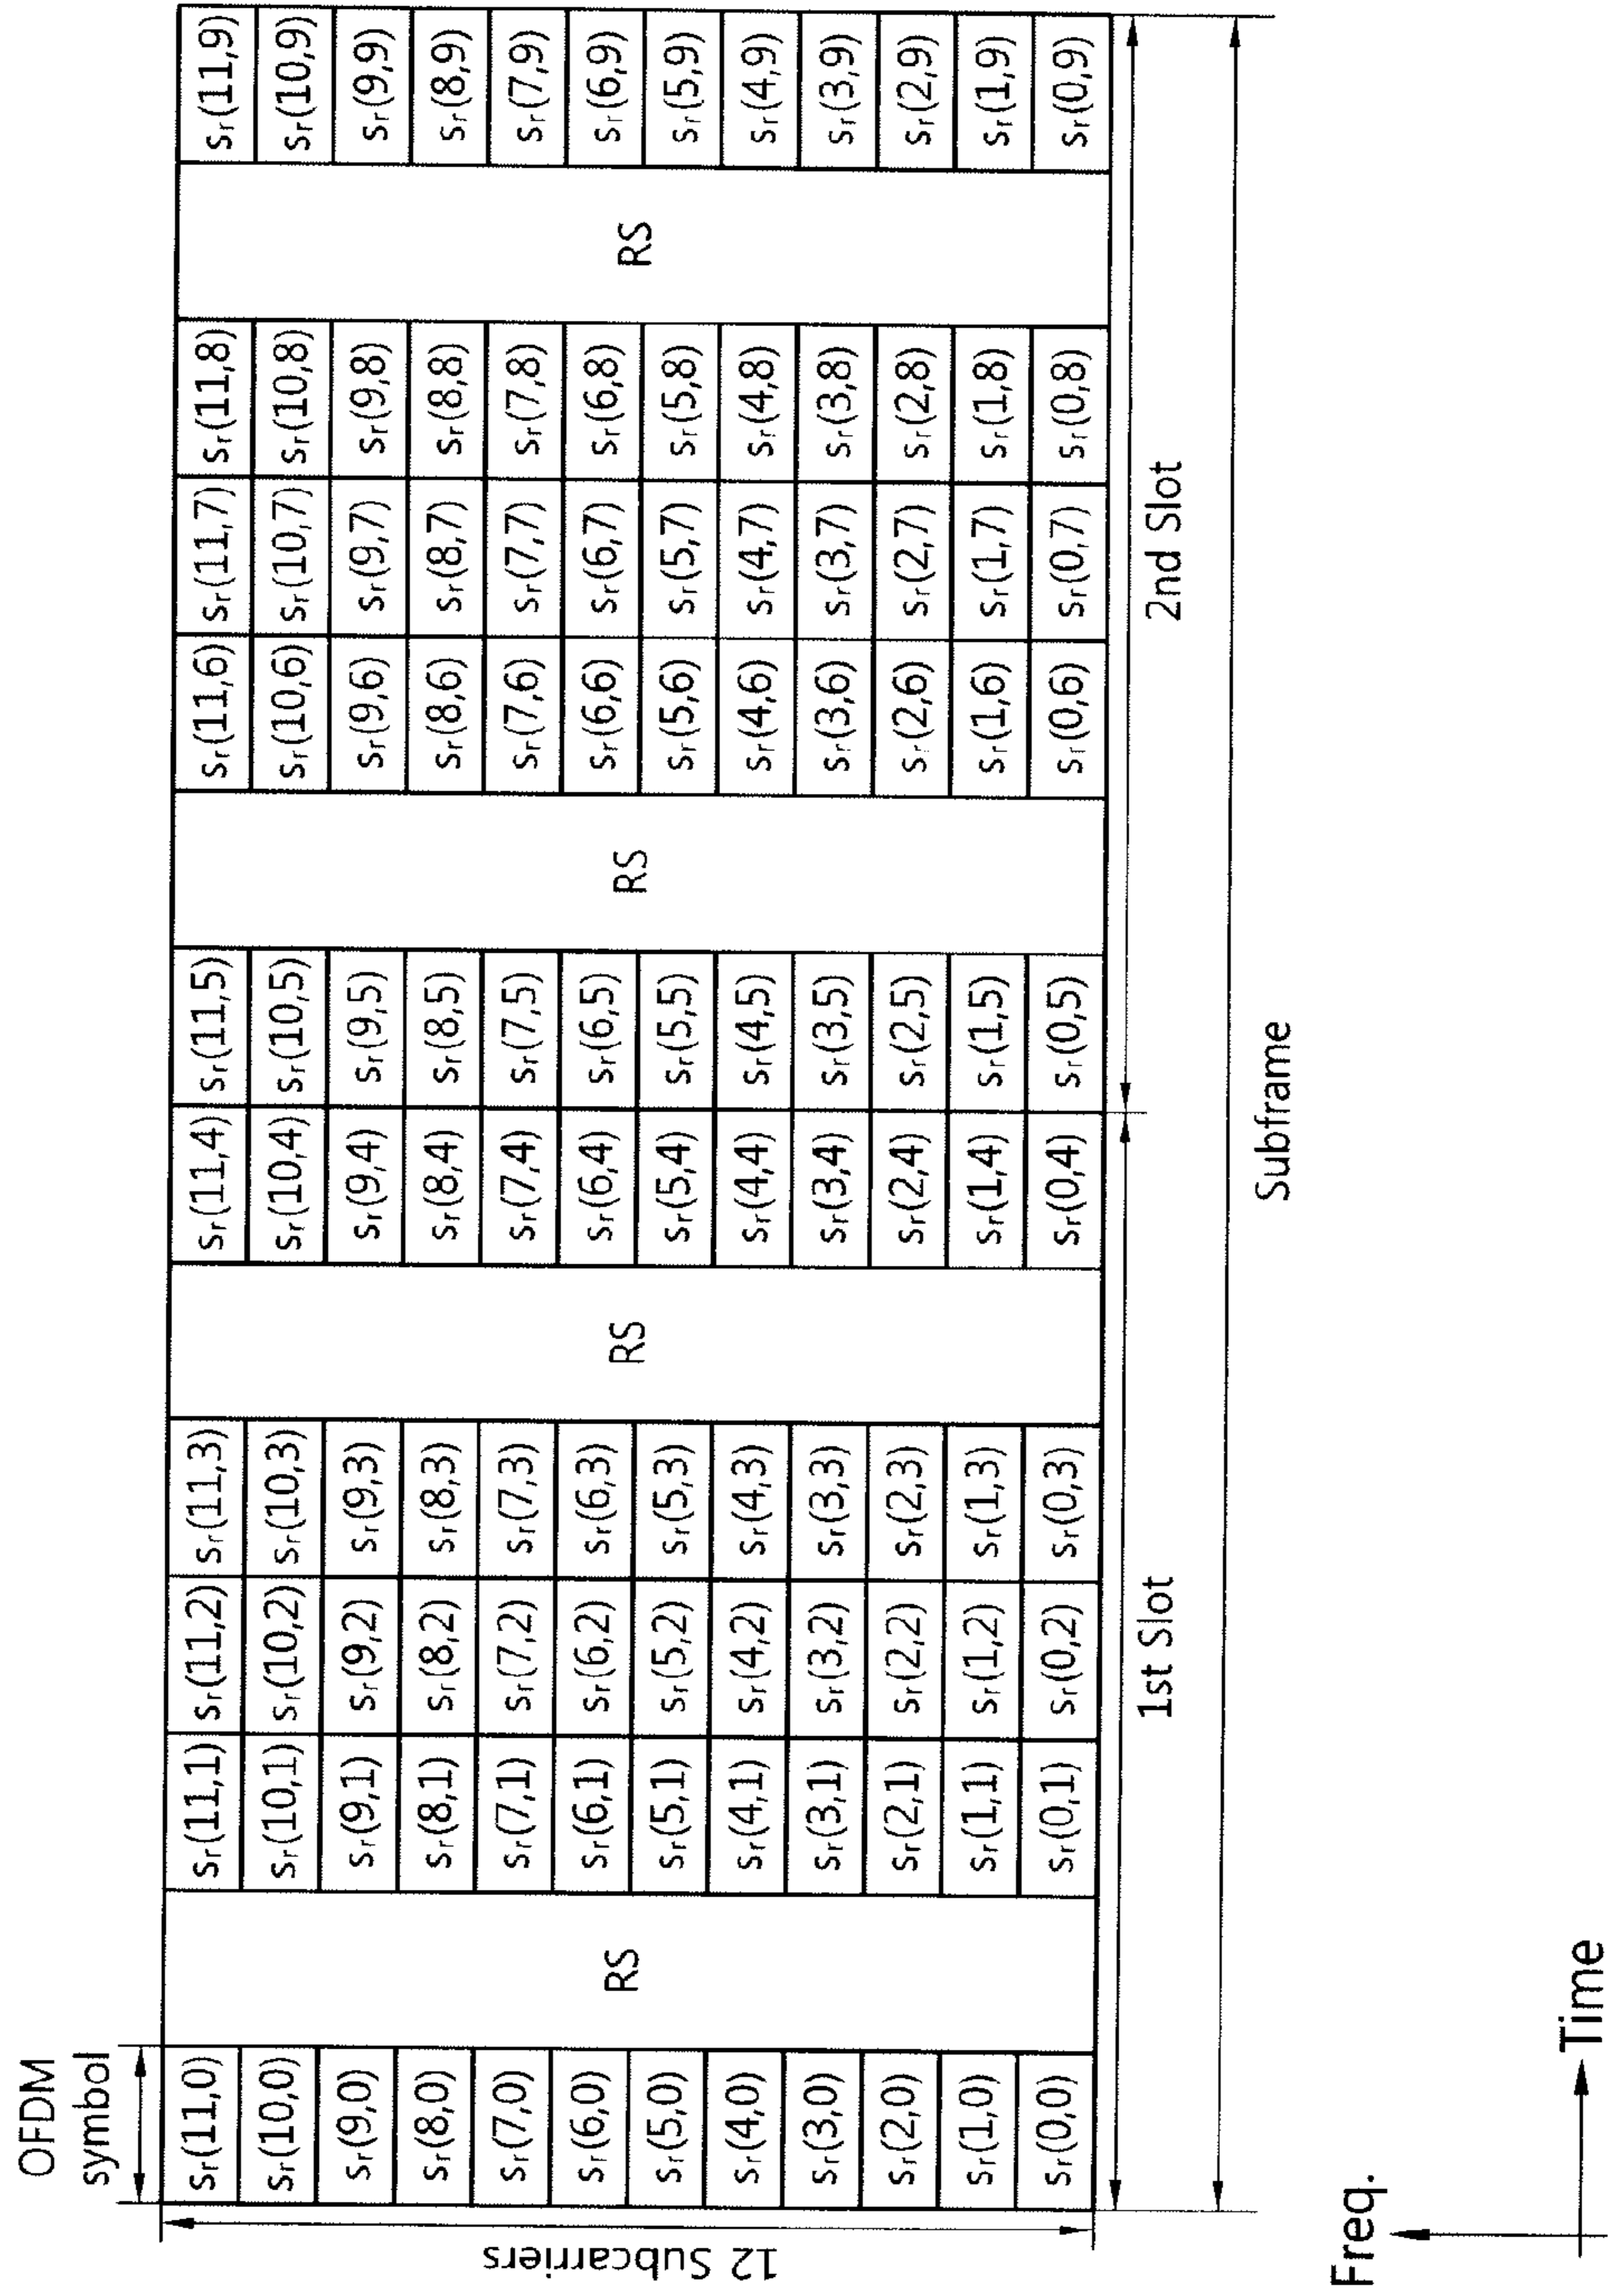 OFDM
symbol
12 Subcarriers
sᵣ(11,0) sᵣ(11,1) sᵣ(11,2) sᵣ(11,3) sᵣ(11,4) sᵣ(11,5) sᵣ(11,6) sᵣ(11,7) sᵣ(11,8) sᵣ(11,9)
sᵣ(10,0) sᵣ(10,1) sᵣ(10,2) sᵣ(10,3) sᵣ(10,4) sᵣ(10,5) sᵣ(10,6) sᵣ(10,7) sᵣ(10,8) sᵣ(10,9)
sᵣ(9,0) sᵣ(9,1) sᵣ(9,2) sᵣ(9,3) sᵣ(9,4) sᵣ(9,5) sᵣ(9,6) sᵣ(9,7) sᵣ(9,8) sᵣ(9,9)
sᵣ(8,0) sᵣ(8,1) sᵣ(8,2) sᵣ(8,3) sᵣ(8,4) sᵣ(8,5) sᵣ(8,6) sᵣ(8,7) sᵣ(8,8) sᵣ(8,9)
sᵣ(7,0) sᵣ(7,1) sᵣ(7,2) sᵣ(7,3) sᵣ(7,4) sᵣ(7,5) sᵣ(7,6) sᵣ(7,7) sᵣ(7,8) sᵣ(7,9)
sᵣ(6,0) sᵣ(6,1) sᵣ(6,2) sᵣ(6,3) sᵣ(6,4) sᵣ(6,5) sᵣ(6,6) sᵣ(6,7) sᵣ(6,8) sᵣ(6,9)
RS RS RS RS
sᵣ(5,0) sᵣ(5,1) sᵣ(5,2) sᵣ(5,3) sᵣ(5,4) sᵣ(5,5) sᵣ(5,6) sᵣ(5,7) sᵣ(5,8) sᵣ(5,9)
sᵣ(4,0) sᵣ(4,1) sᵣ(4,2) sᵣ(4,3) sᵣ(4,4) sᵣ(4,5) sᵣ(4,6) sᵣ(4,7) sᵣ(4,8) sᵣ(4,9)
sᵣ(3,0) sᵣ(3,1) sᵣ(3,2) sᵣ(3,3) sᵣ(3,4) sᵣ(3,5) sᵣ(3,6) sᵣ(3,7) sᵣ(3,8) sᵣ(3,9)
sᵣ(2,0) sᵣ(2,1) sᵣ(2,2) sᵣ(2,3) sᵣ(2,4) sᵣ(2,5) sᵣ(2,6) sᵣ(2,7) sᵣ(2,8) sᵣ(2,9)
sᵣ(1,0) sᵣ(1,1) sᵣ(1,2) sᵣ(1,3) sᵣ(1,4) sᵣ(1,5) sᵣ(1,6) sᵣ(1,7) sᵣ(1,8) sᵣ(1,9)
sᵣ(0,0) sᵣ(0,1) sᵣ(0,2) sᵣ(0,3) sᵣ(0,4) sᵣ(0,5) sᵣ(0,6) sᵣ(0,7) sᵣ(0,8) sᵣ(0,9)
1st Slot 2nd Slot
Subframe
Freq.
Time